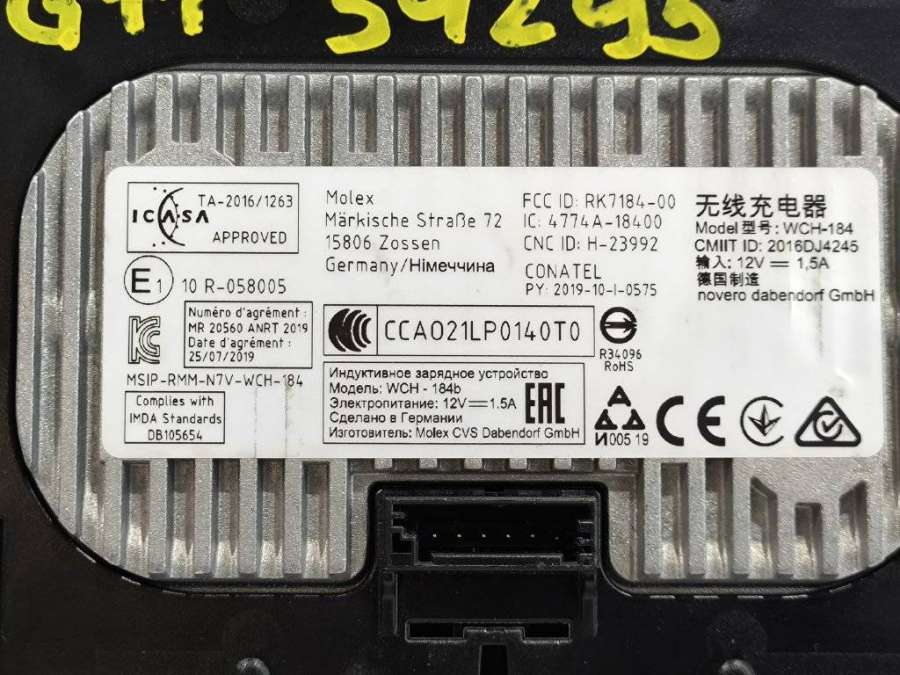 54295
ICASA
TA-2016/1263
APPROVED
E1
10 R-058005
Numéro d'agrément:
MR 20560 ANRT 2019
Date d'agrément :
25/07/2019
MSIP-RMM-N7V-WCH-184
Complies with
IMDA Standards
DB105654
Molex
Märkische Straße 72
15806 Zossen
Germany/Німеччина
FCC ID: RK7184-00
IC: 4774A-18400
CNC ID: H-23992
CONATEL
PY: 2019-10-I-0575
CCAO21LP0140T0
R34096
RoHS
Индуктивное зарядное устройство
Модель: WCH - 184b
Электропитание: 12V⎓1.5A
Сделано в Германии
Изготовитель: Molex CVS Dabendorf GmbH
EAC
И005 19
CE
无线充电器
Model 型号: WCH-184
CMIIT ID: 2016DJ4245
输入: 12V ⎓ 1,5A
德国制造
novero dabendorf GmbH